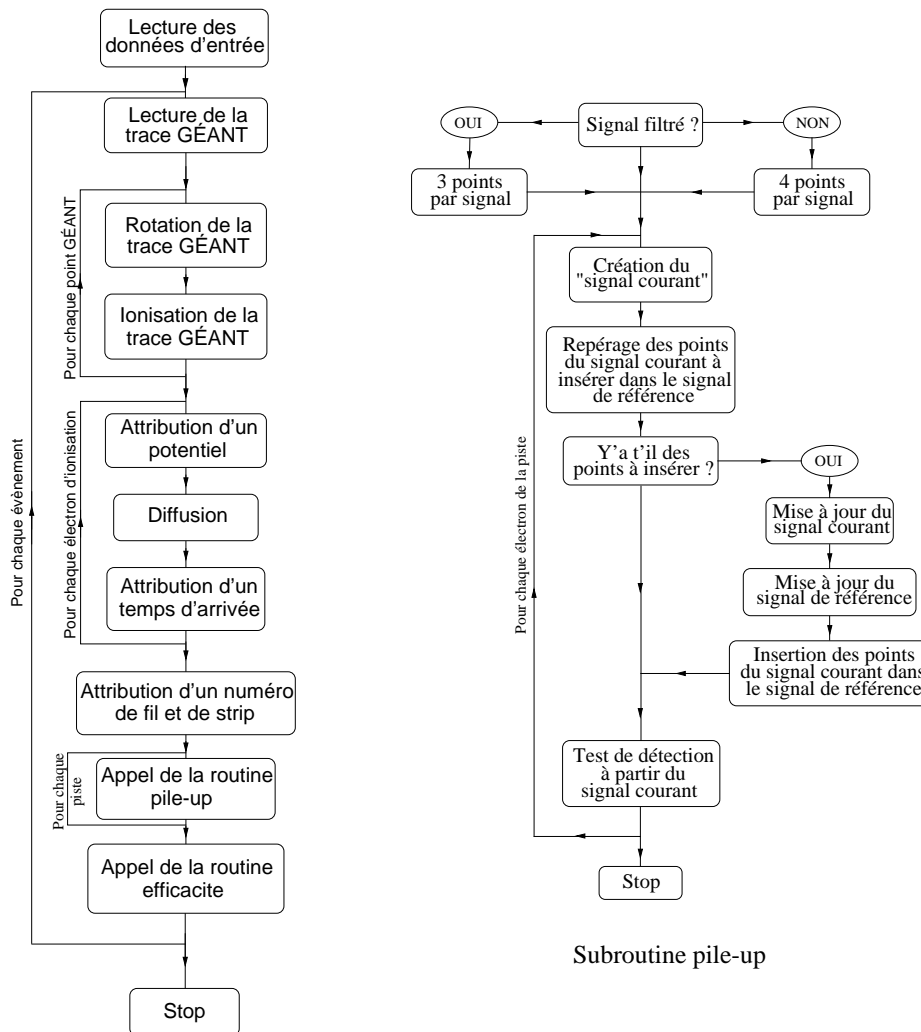 Lecture des
données d'entrée
Lecture de la
trace GÉANT
Rotation de la
trace GÉANT
Ionisation de la
trace GÉANT
Pour chaque point GÉANT
Attribution d'un
potentiel
Diffusion
Attribution d'un
temps d'arrivée
Pour chaque électron d'ionisation
Attribution d'un numéro
de fil et de strip
Appel de la routine
pile-up
Pour chaque
piste
Appel de la routine
efficacite
Pour chaque évènement
Stop
Signal filtré ?
OUI
NON
3 points
par signal
4 points
par signal
Création du
"signal courant"
Repérage des points
du signal courant à
insérer dans le signal
de référence
Y'a t'il des
points à insérer ?
OUI
Mise à jour du
signal courant
Mise à jour du
signal de référence
Insertion des points
du signal courant dans
le signal de référence
Pour chaque électron de la piste
Test de détection
à partir du
signal courant
Stop
Subroutine pile-up